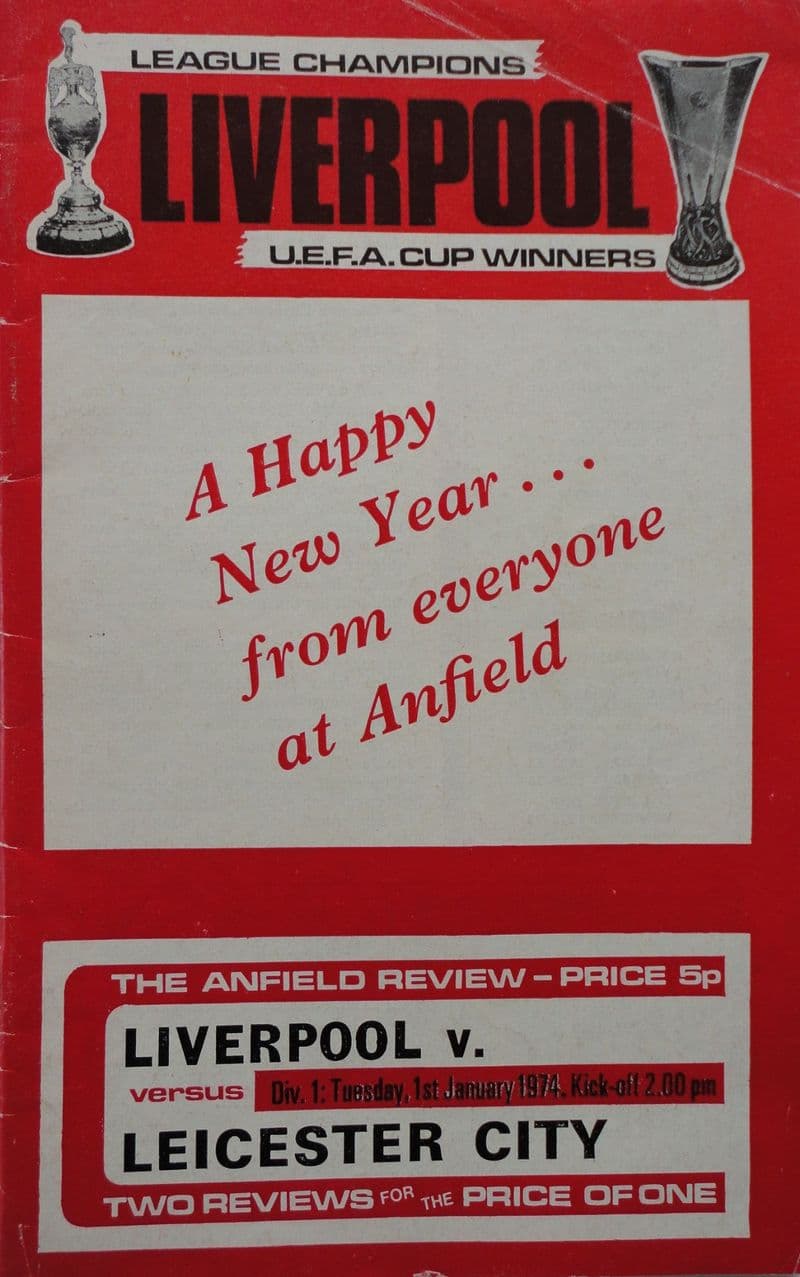 LEAGUE CHAMPIONS
LIVERPOOL
U.E.F.A. CUP WINNERS
A Happy
New Year . . .
from everyone
at Anfield
THE ANFIELD REVIEW – PRICE 5p
LIVERPOOL v.
versus Div. 1: Tuesday, 1st January 1974. Kick-off 2.00 pm
LEICESTER CITY
TWO REVIEWS FOR THE PRICE OF ONE